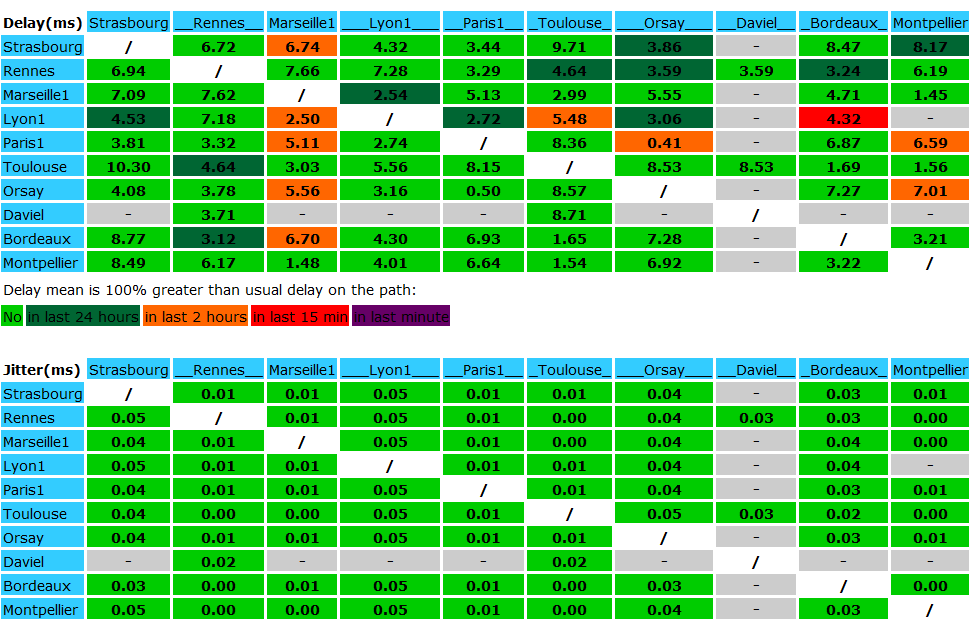 Delay(ms) Strasbourg __Rennes__ Marseille1 ___Lyon1___ __Paris1__ _Toulouse_ ___Orsay___ __Daviel__ _Bordeaux_ Montpellier
Strasbourg / 6.72 6.74 4.32 3.44 9.71 3.86 - 8.47 8.17
Rennes 6.94 / 7.66 7.28 3.29 4.64 3.59 3.59 3.24 6.19
Marseille1 7.09 7.62 / 2.54 5.13 2.99 5.55 - 4.71 1.45
Lyon1 4.53 7.18 2.50 / 2.72 5.48 3.06 - 4.32 -
Paris1 3.81 3.32 5.11 2.74 / 8.36 0.41 - 6.87 6.59
Toulouse 10.30 4.64 3.03 5.56 8.15 / 8.53 8.53 1.69 1.56
Orsay 4.08 3.78 5.56 3.16 0.50 8.57 / - 7.27 7.01
Daviel - 3.71 - - - 8.71 - / - -
Bordeaux 8.77 3.12 6.70 4.30 6.93 1.65 7.28 - / 3.21
Montpellier 8.49 6.17 1.48 4.01 6.64 1.54 6.92 - 3.22 /
Delay mean is 100% greater than usual delay on the path:
No in last 24 hours in last 2 hours in last 15 min in last minute
Jitter(ms) Strasbourg __Rennes__ Marseille1 ___Lyon1___ __Paris1__ _Toulouse_ ___Orsay___ __Daviel__ _Bordeaux_ Montpellier
Strasbourg / 0.01 0.01 0.05 0.01 0.01 0.04 - 0.03 0.01
Rennes 0.05 / 0.01 0.05 0.01 0.00 0.04 0.03 0.03 0.00
Marseille1 0.04 0.01 / 0.05 0.01 0.00 0.04 - 0.04 0.00
Lyon1 0.05 0.01 0.01 / 0.01 0.01 0.04 - 0.04 -
Paris1 0.04 0.01 0.01 0.05 / 0.01 0.04 - 0.03 0.01
Toulouse 0.04 0.00 0.00 0.05 0.01 / 0.05 0.03 0.02 0.00
Orsay 0.04 0.01 0.01 0.05 0.01 0.01 / - 0.03 0.01
Daviel - 0.02 - - - 0.02 - / - -
Bordeaux 0.03 0.00 0.01 0.05 0.01 0.00 0.03 - / 0.00
Montpellier 0.05 0.00 0.00 0.05 0.01 0.00 0.04 - 0.03 /